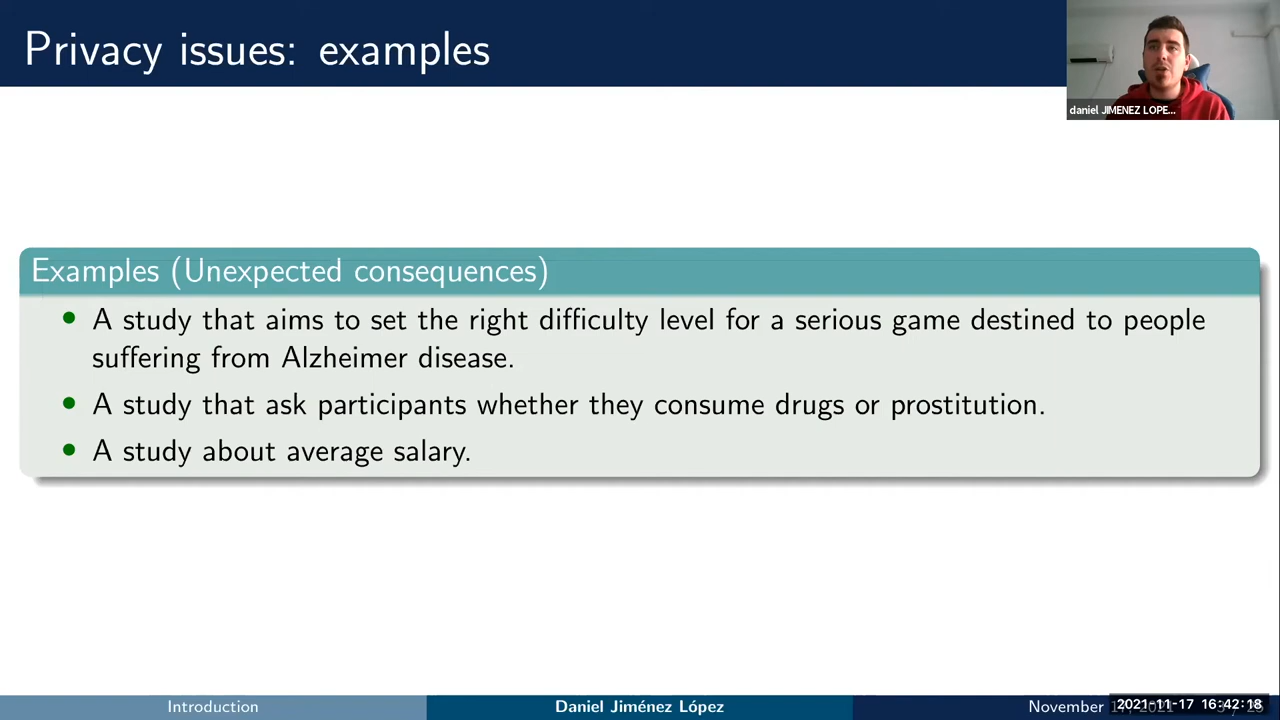 Privacy issues: examples
daniel JIMENEZ LOPE...
Examples (Unexpected consequences)
• A study that aims to set the right difficulty level for a serious game destined to people
suffering from Alzheimer disease.
• A study that ask participants whether they consume drugs or prostitution.
• A study about average salary.
Introduction
Daniel Jiménez López
November
2021-11-17 16:42:18